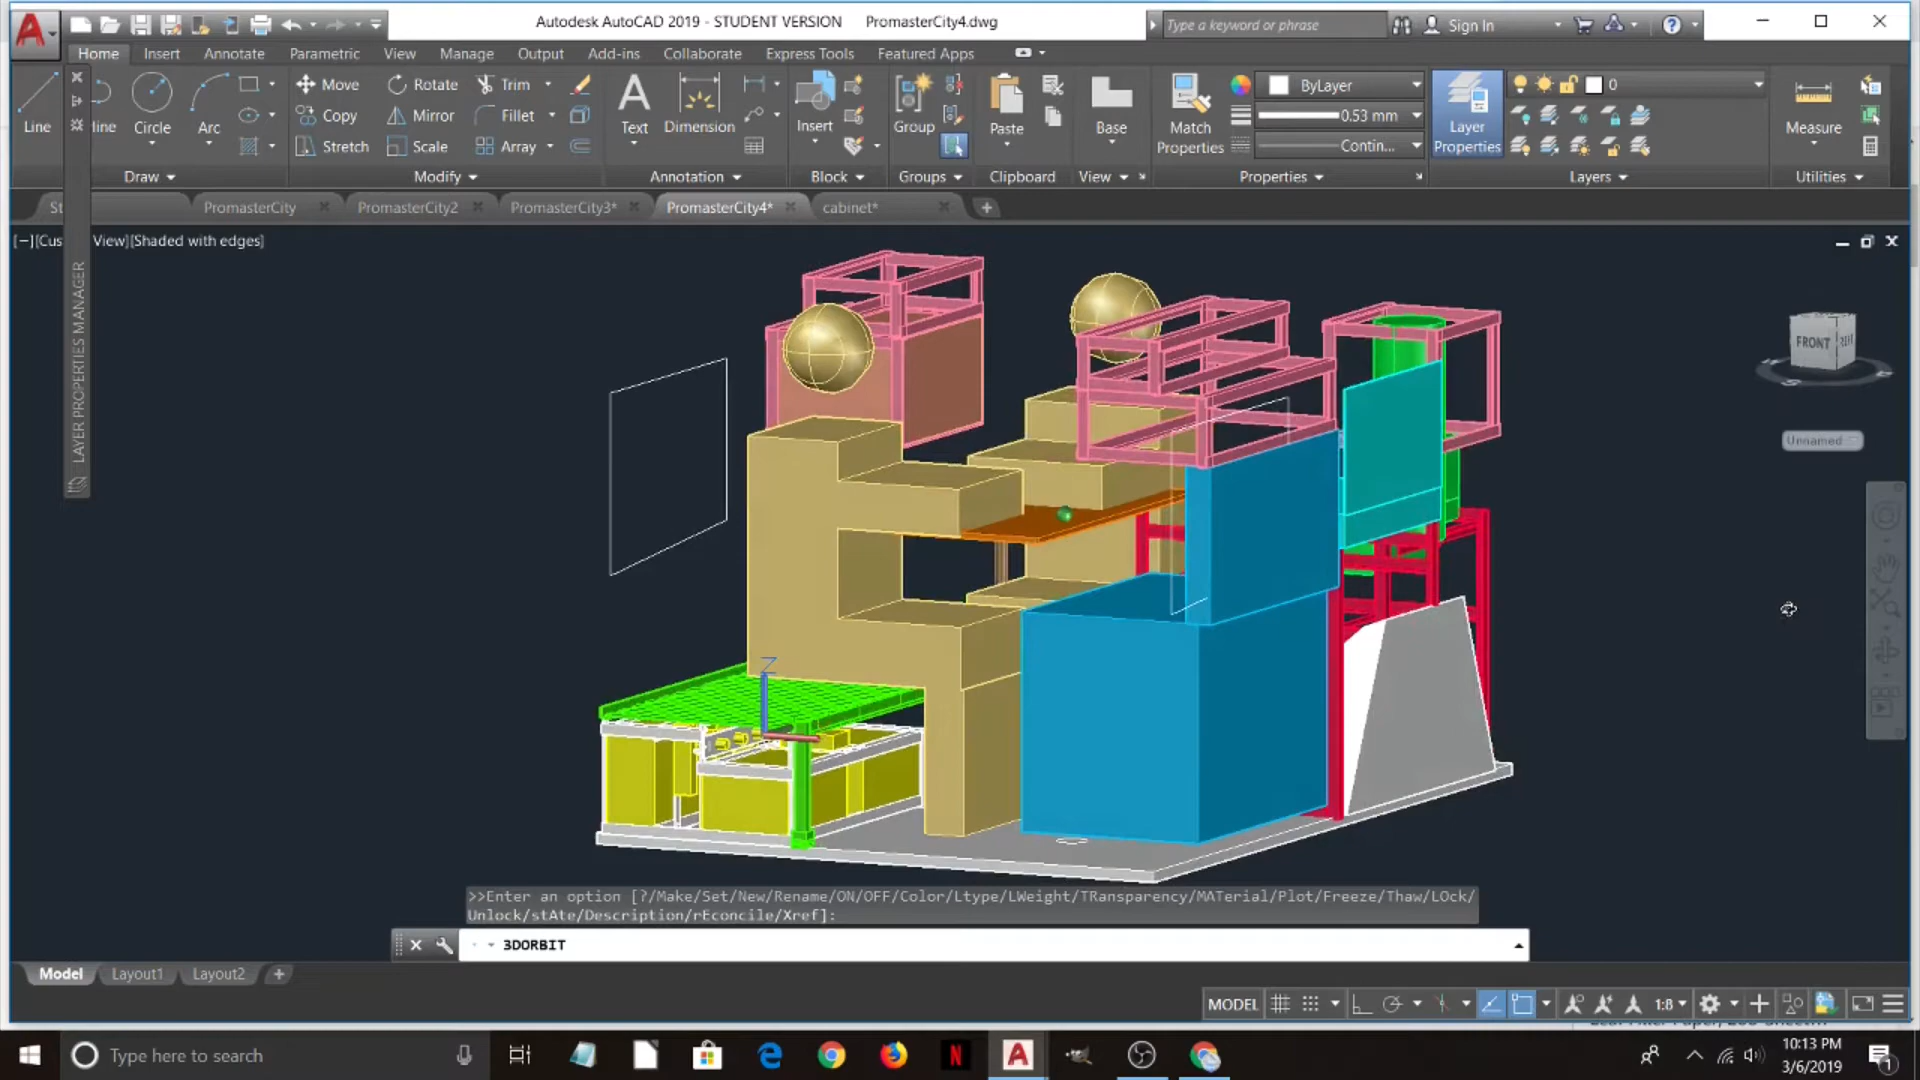 Autodesk AutoCAD 2019 - STUDENT VERSION PromasterCity4.dwg
Type a keyword or phrase
Sign In
Home Insert Annotate Parametric View Manage Output Add-ins Collaborate Express Tools Featured Apps
Line
line
Circle
Arc
Move
Copy
Stretch
Rotate
Mirror
Scale
Trim
Fillet
Array
Text
Dimension
Insert
Group
Paste
Base
Match
Properties
ByLayer
0.53 mm
Contin...
Layer
Properties
0
Measure
Draw
Modify
Annotation
Block
Groups
Clipboard
View
Properties
Layers
Utilities
St
PromasterCity
PromasterCity2
PromasterCity3*
PromasterCity4*
cabinet*
[−][Cus View][Shaded with edges]
LAYER PROPERTIES MANAGER
FRONT
Unnamed
Z
>>Enter an option [?/Make/Set/New/Rename/ON/OFF/Color/Ltype/LWeight/TRansparency/MATerial/Plot/Freeze/Thaw/LOck/
Unlock/stAte/Description/rEconcile/Xref]:
3DORBIT
Model Layout1 Layout2
MODEL
1:8
Type here to search
10:13 PM
3/6/2019
1